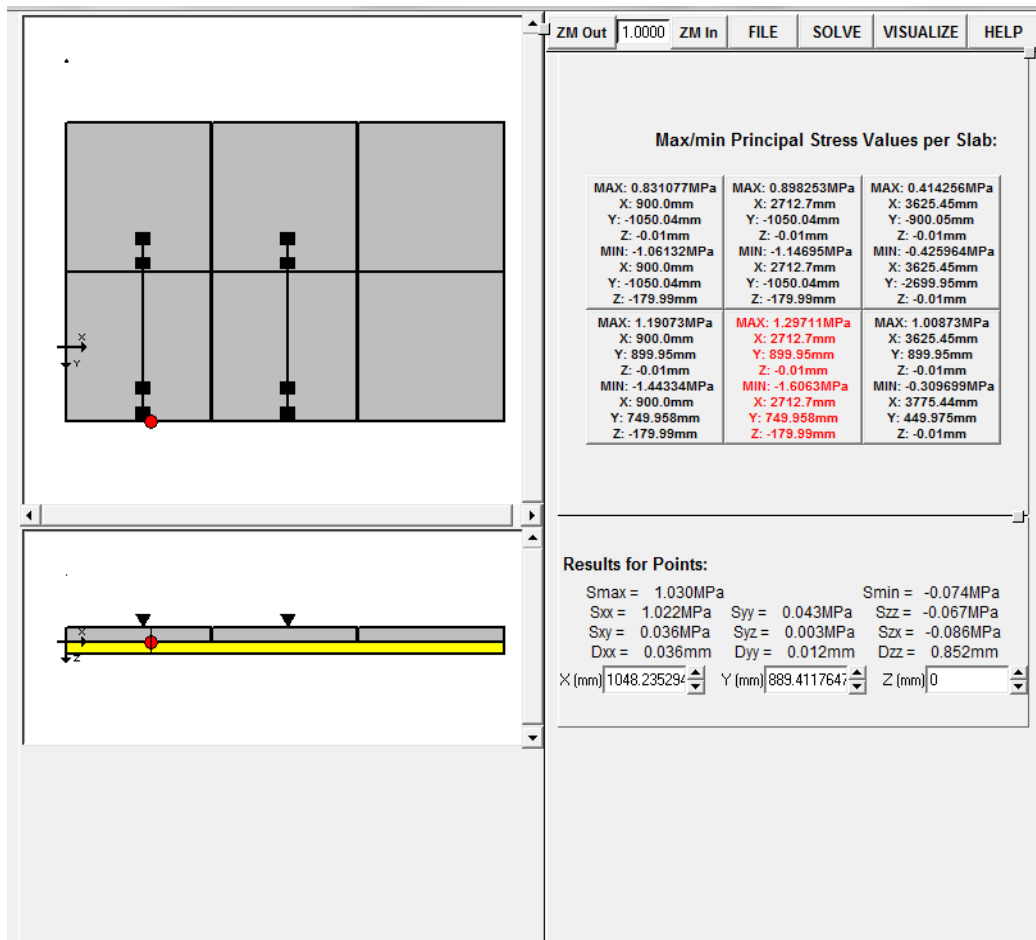 ZM Out 1.0000 ZM In FILE SOLVE VISUALIZE HELP
Max/min Principal Stress Values per Slab:
MAX: 0.831077MPa MAX: 0.898253MPa MAX: 0.414256MPa
X: 900.0mm X: 2712.7mm X: 3625.45mm
Y: -1050.04mm Y: -1050.04mm Y: -900.05mm
Z: -0.01mm Z: -0.01mm Z: -0.01mm
MIN: -1.06132MPa MIN: -1.14695MPa MIN: -0.425964MPa
X: 900.0mm X: 2712.7mm X: 3625.45mm
Y: -1050.04mm Y: -1050.04mm Y: -2699.95mm
Z: -179.99mm Z: -179.99mm Z: -0.01mm
MAX: 1.19073MPa MAX: 1.29711MPa MAX: 1.00873MPa
X: 900.0mm X: 2712.7mm X: 3625.45mm
Y: 899.95mm Y: 899.95mm Y: 899.95mm
Z: -0.01mm Z: -0.01mm Z: -0.01mm
MIN: -1.44334MPa MIN: -1.6063MPa MIN: -0.309699MPa
X: 900.0mm X: 2712.7mm X: 3775.44mm
Y: 749.958mm Y: 749.958mm Y: 449.975mm
Z: -179.99mm Z: -179.99mm Z: -0.01mm
X
Y
X
Z
Results for Points:
Smax = 1.030MPa Smin = -0.074MPa
Sxx = 1.022MPa Syy = 0.043MPa Szz = -0.067MPa
Sxy = 0.036MPa Syz = 0.003MPa Szx = -0.086MPa
Dxx = 0.036mm Dyy = 0.012mm Dzz = 0.852mm
X (mm) 1048.235294 Y (mm) 889.4117647 Z (mm) 0